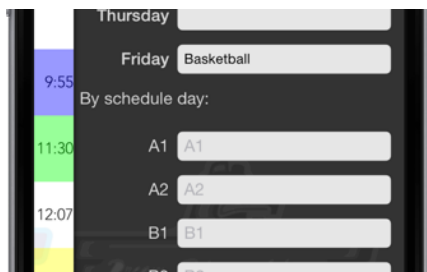 Thursday
Friday Basketball
9:55
By schedule day:
11:30 A1 A1
A2 A2
12:07
B1 B1